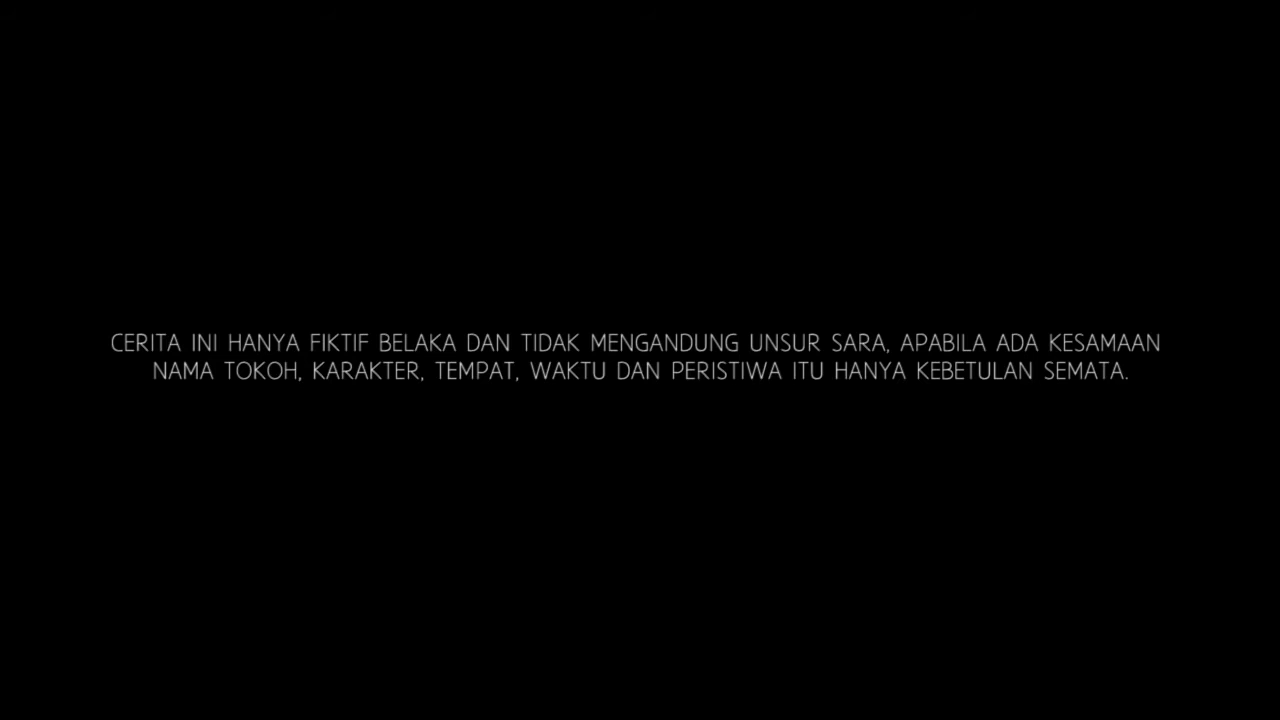 CERITA INI HANYA FIKTIF BELAKA DAN TIDAK MENGANDUNG UNSUR SARA, APABILA ADA KESAMAAN
NAMA TOKOH, KARAKTER, TEMPAT, WAKTU DAN PERISTIWA ITU HANYA KEBETULAN SEMATA.